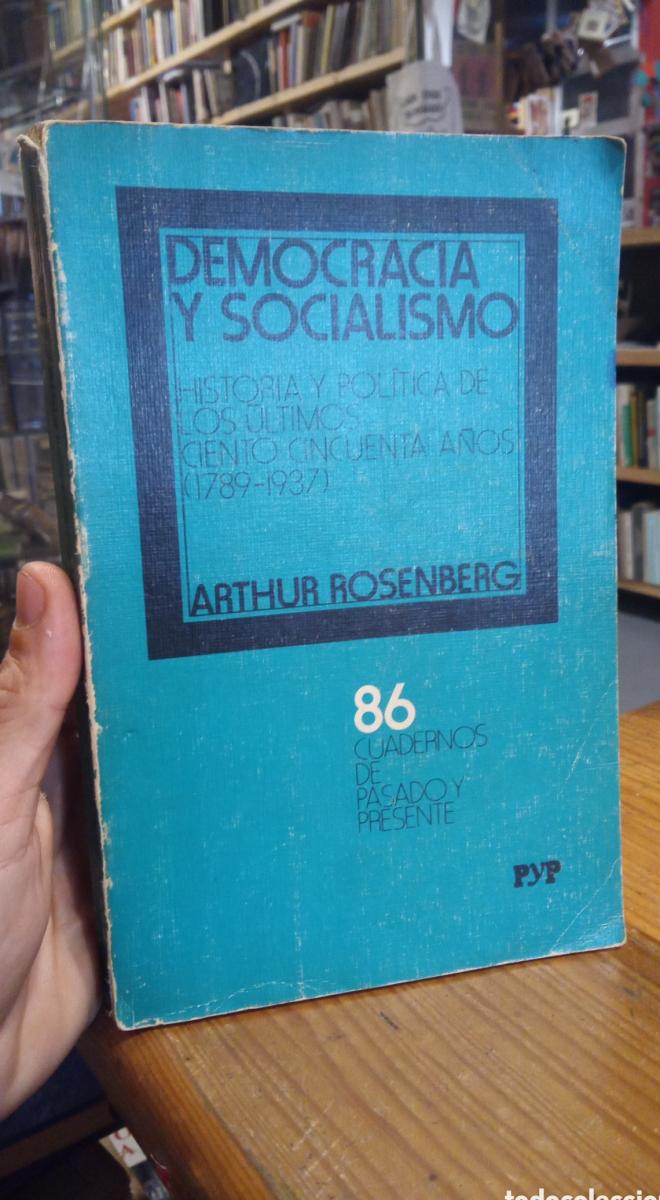 DEMOCRACIA
Y SOCIALISMO
HISTORIA Y POLÍTICA DE
LOS ÚLTIMOS
CIENTO CINCUENTA AÑOS
(1789-1937)
ARTHUR ROSENBERG
86
CUADERNOS
DE
PASADO Y
PRESENTE
PYP